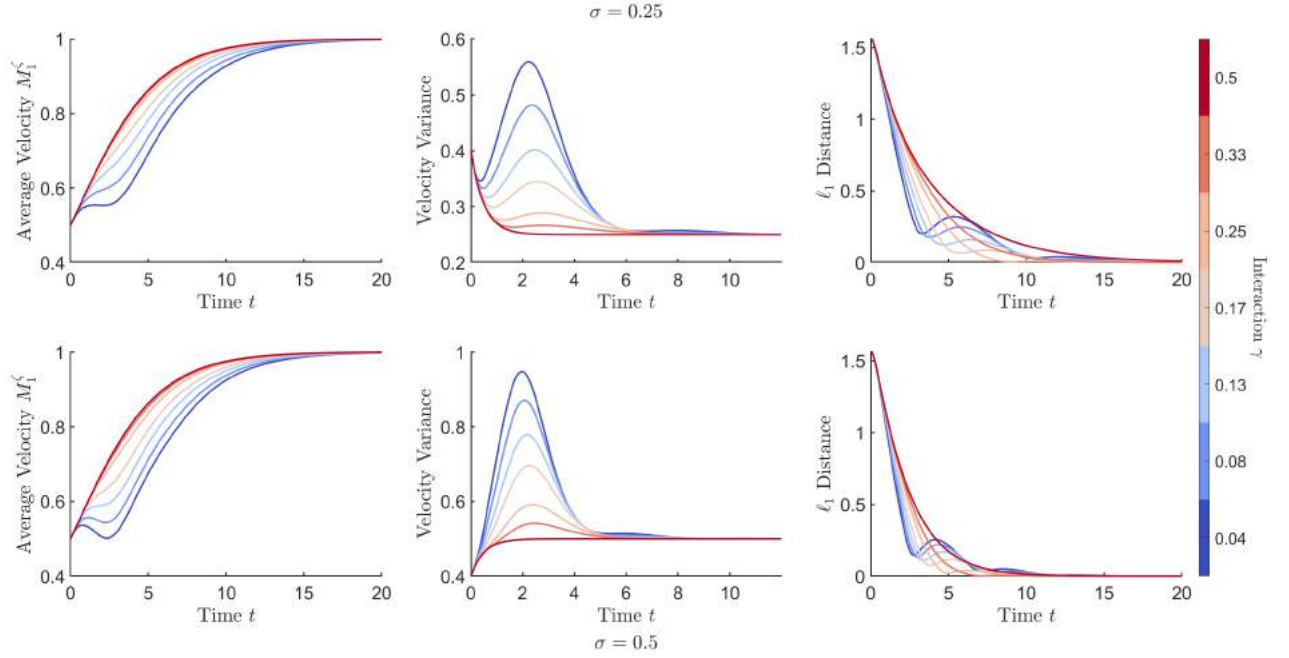 σ = 0.25
Average Velocity M₁^ζ
1
0.8
0.6
0.4
0 5 10 15 20
Time t
Velocity Variance
0.6
0.5
0.4
0.3
0.2
0 2 4 6 8 10
Time t
ℓ₁ Distance
1.5
1
0.5
0
0 5 10 15 20
Time t
Average Velocity M₁^ζ
1
0.8
0.6
0.4
0 5 10 15 20
Time t
Velocity Variance
1
0.8
0.6
0.4
0 2 4 6 8 10
Time t
ℓ₁ Distance
1.5
1
0.5
0
0 5 10 15 20
Time t
0.5
0.33
0.25
0.17
0.13
0.08
0.04
Interaction γ
σ = 0.5